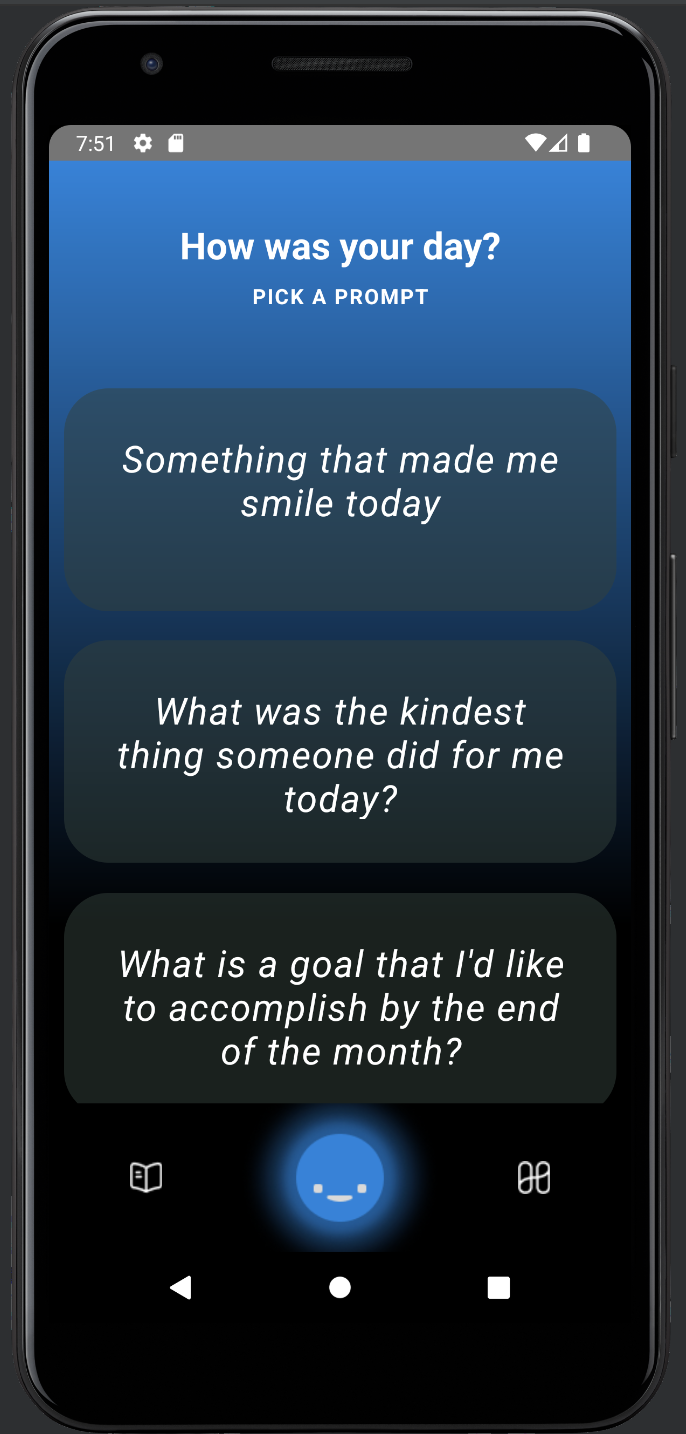 7:51
How was your day?
PICK A PROMPT
Something that made me
smile today
What was the kindest
thing someone did for me
today?
What is a goal that I'd like
to accomplish by the end
of the month?